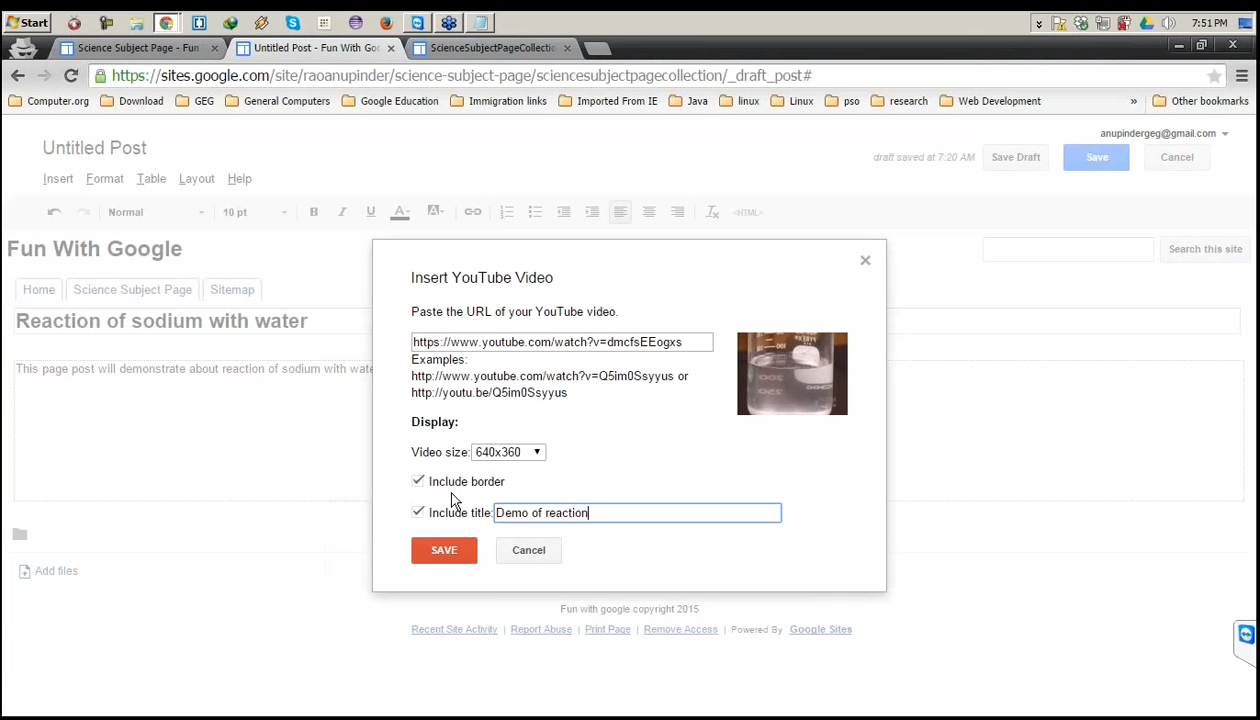 Start
7:51 PM
Science Subject Page - Fun
Untitled Post - Fun With Goo
ScienceSubjectPageCollecti
https://sites.google.com/site/raoanupinder/science-subject-page/sciencesubjectpagecollection/_draft_post#
Computer.org Download GEG General Computers Google Education Immigration links Imported From IE Java linux Linux pso research Web Development » Other bookmarks
anupindergeg@gmail.com
Untitled Post
draft saved at 7:20 AM Save Draft Save Cancel
Insert Format Table Layout Help
Normal 10 pt B I U A A <HTML>
Fun With Google
Search this site
Home Science Subject Page Sitemap
Reaction of sodium with water
This page post will demonstrate about reaction of sodium with wate
Add files
Insert YouTube Video
Paste the URL of your YouTube video.
https://www.youtube.com/watch?v=dmcfsEEogxs
Examples:
http://www.youtube.com/watch?v=Q5im0Ssyyus or
http://youtu.be/Q5im0Ssyyus
Display:
Video size: 640x360
Include border
Include title: Demo of reaction
SAVE Cancel
Fun with google copyright 2015
Recent Site Activity | Report Abuse | Print Page | Remove Access | Powered By Google Sites